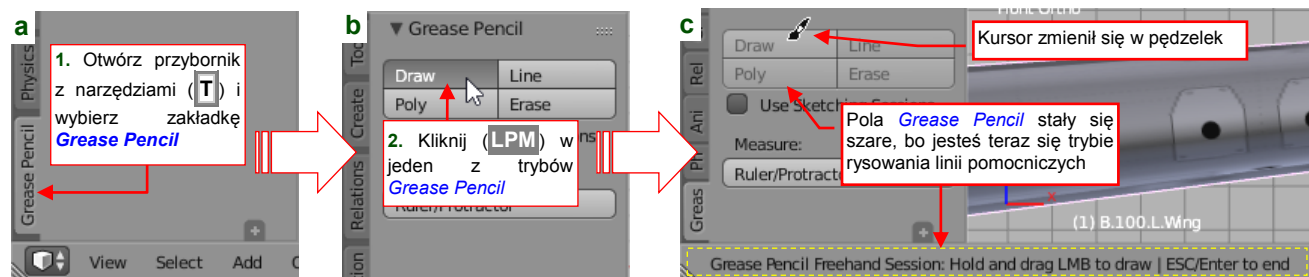 a
Physics
Grease Pencil
1. Otwórz przybornik
z narzędziami (T) i
wybierz zakładkę
Grease Pencil
View Select Add
b
Grease Pencil
Create
Relations
Draw Line
Poly Erase
2. Kliknij (LPM) w
jeden z trybów
Grease Pencil
Ruler/Protractor
c
Front Ortho
Rel
Ani
Greas
Draw Line
Poly Erase
Use Sketching Sessions
Measure:
Ruler/Protracto
Kursor zmienił się w pędzelek
Pola Grease Pencil stały się
szare, bo jesteś teraz się trybie
rysowania linii pomocniczych
x
(1) B.100.L.Wing
Grease Pencil Freehand Session: Hold and drag LMB to draw | ESC/Enter to end